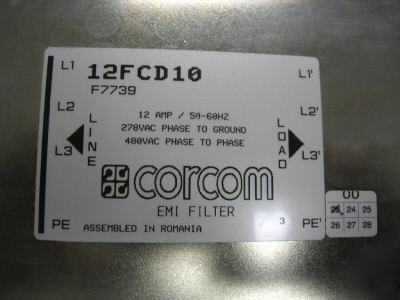 L1 12FCD10 L1'
F7739
L2 12 AMP / 50-60HZ L2'
278VAC PHASE TO GROUND
480VAC PHASE TO PHASE
L3 LINE LOAD L3'
corcom
EMI FILTER
PE ASSEMBLED IN ROMANIA 3 PE'
00
24 25
26 27 28